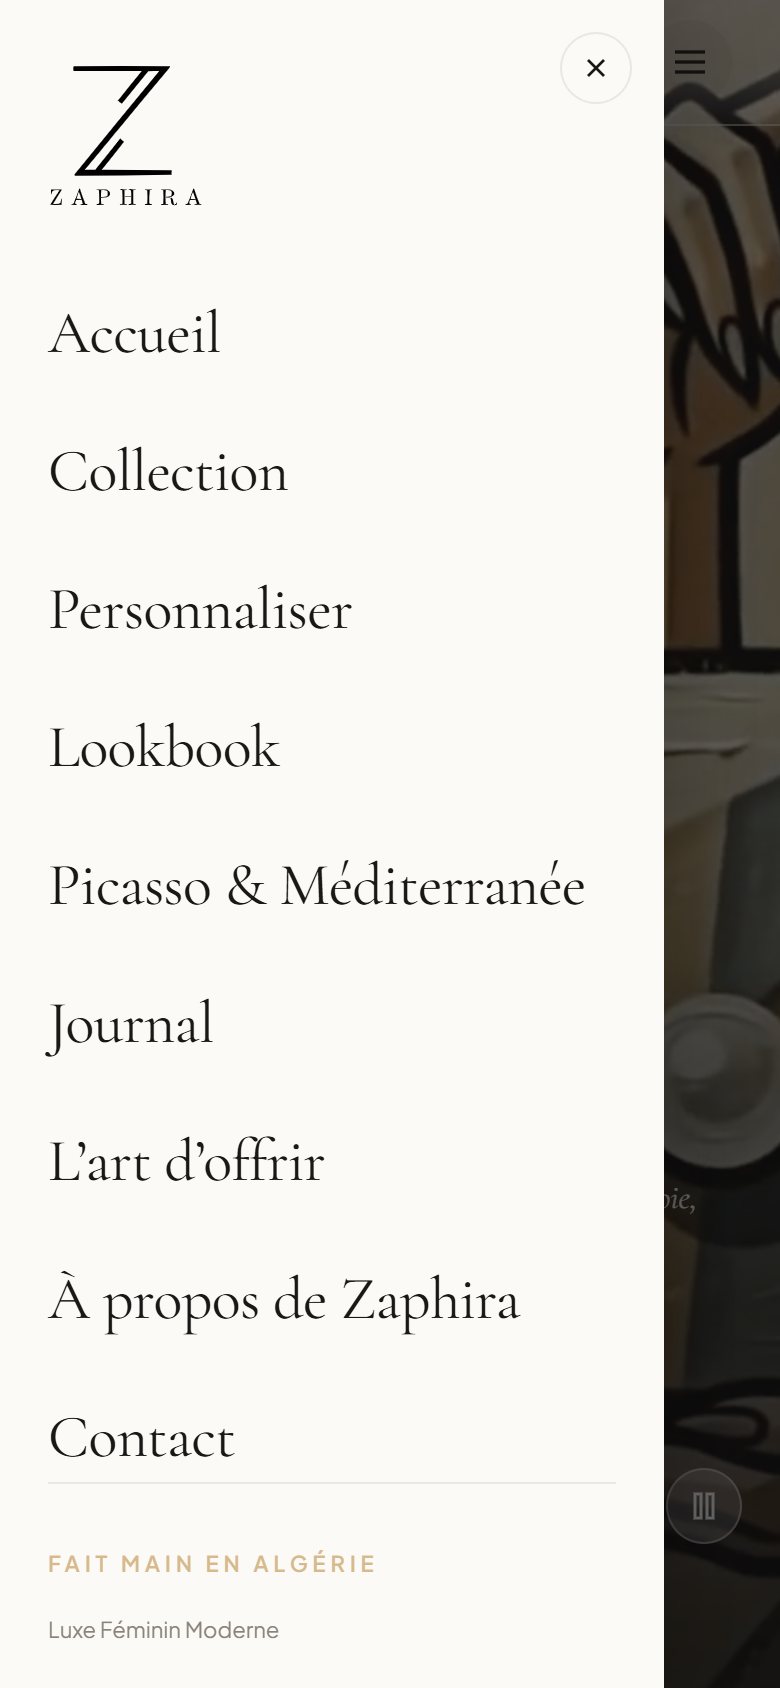 ZAPHIRA
Accueil
Collection
Personnaliser
Lookbook
Picasso & Méditerranée
Journal
L’art d’offrir
À propos de Zaphira
Contact
FAIT MAIN EN ALGÉRIE
Luxe Féminin Moderne